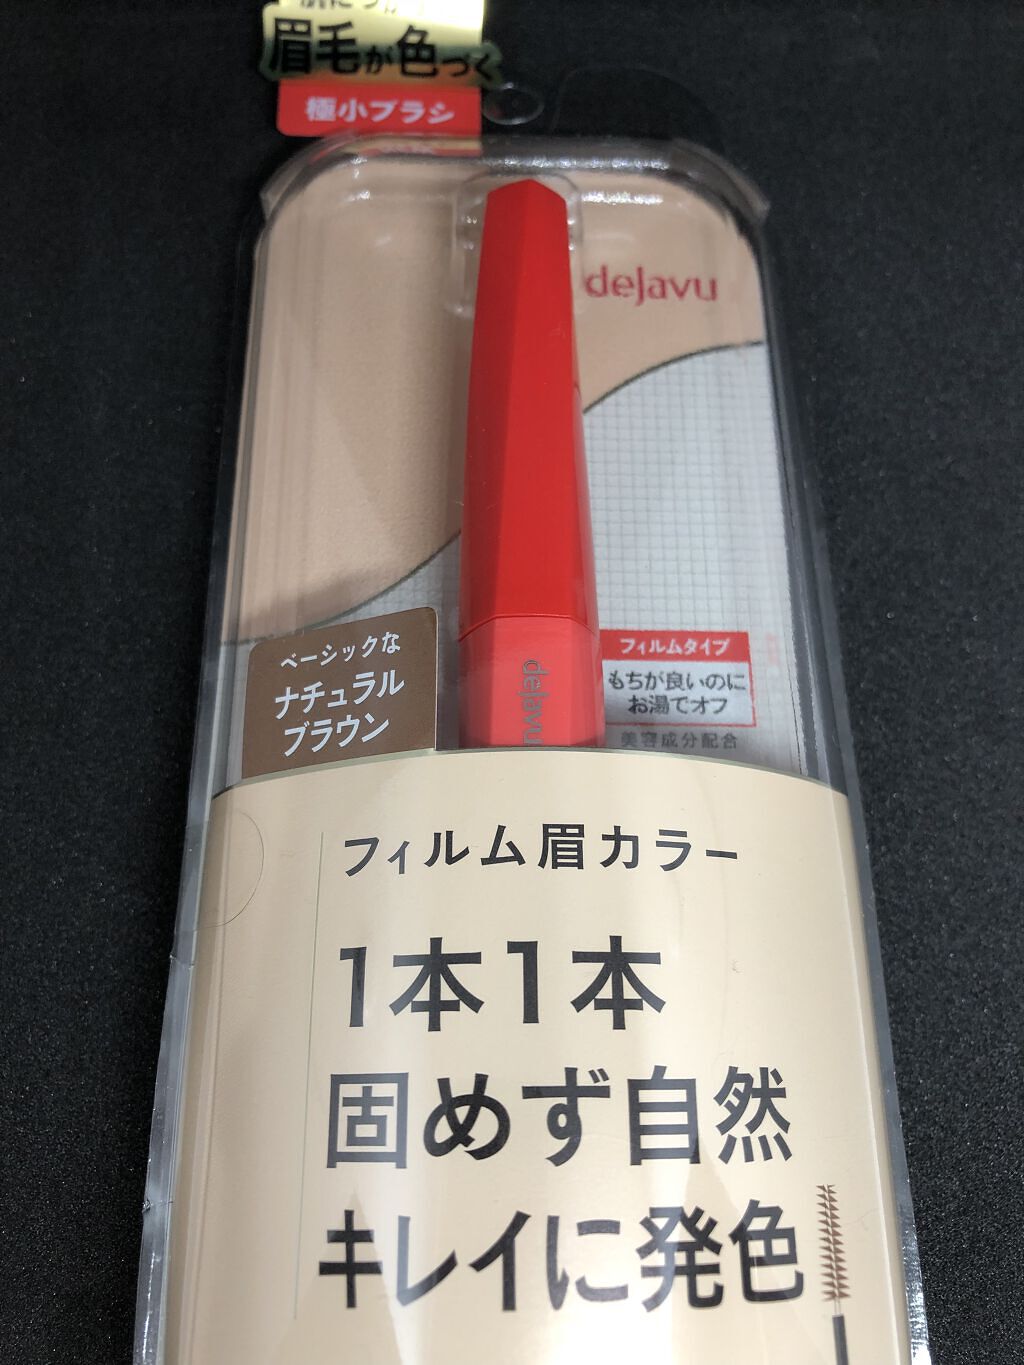 眉毛が色づく
極小ブラシ
dejavu
ベーシックな
ナチュラル
ブラウン
dejavu
フィルムタイプ
もちが良いのに
お湯でオフ
美容成分配合
フィルム眉カラー
1本1本
固めず自然
キレイに発色